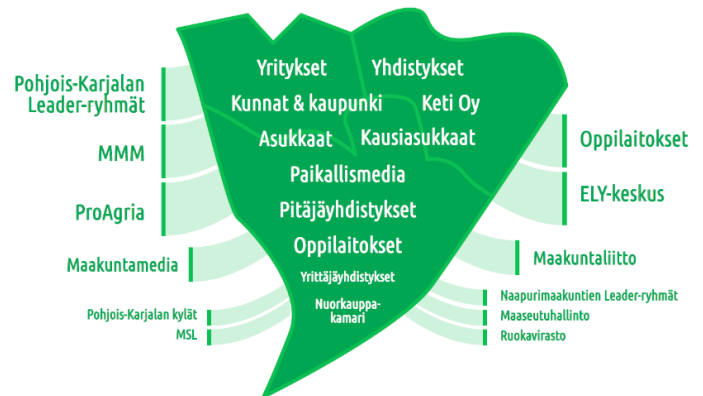 Yritykset
Yhdistykset
Kunnat & kaupunki
Keti Oy
Asukkaat
Kausiasukkaat
Paikallismedia
Pitäjäyhdistykset
Oppilaitokset
Yrittäjäyhdistykset
Nuorkauppa-
kamari
Pohjois-Karjalan
Leader-ryhmät
MMM
ProAgria
Maakuntamedia
Pohjois-Karjalan kylät
MSL
Oppilaitokset
ELY-keskus
Maakuntaliitto
Naapurimaakuntien Leader-ryhmät
Maaseutuhallinto
Ruokavirasto